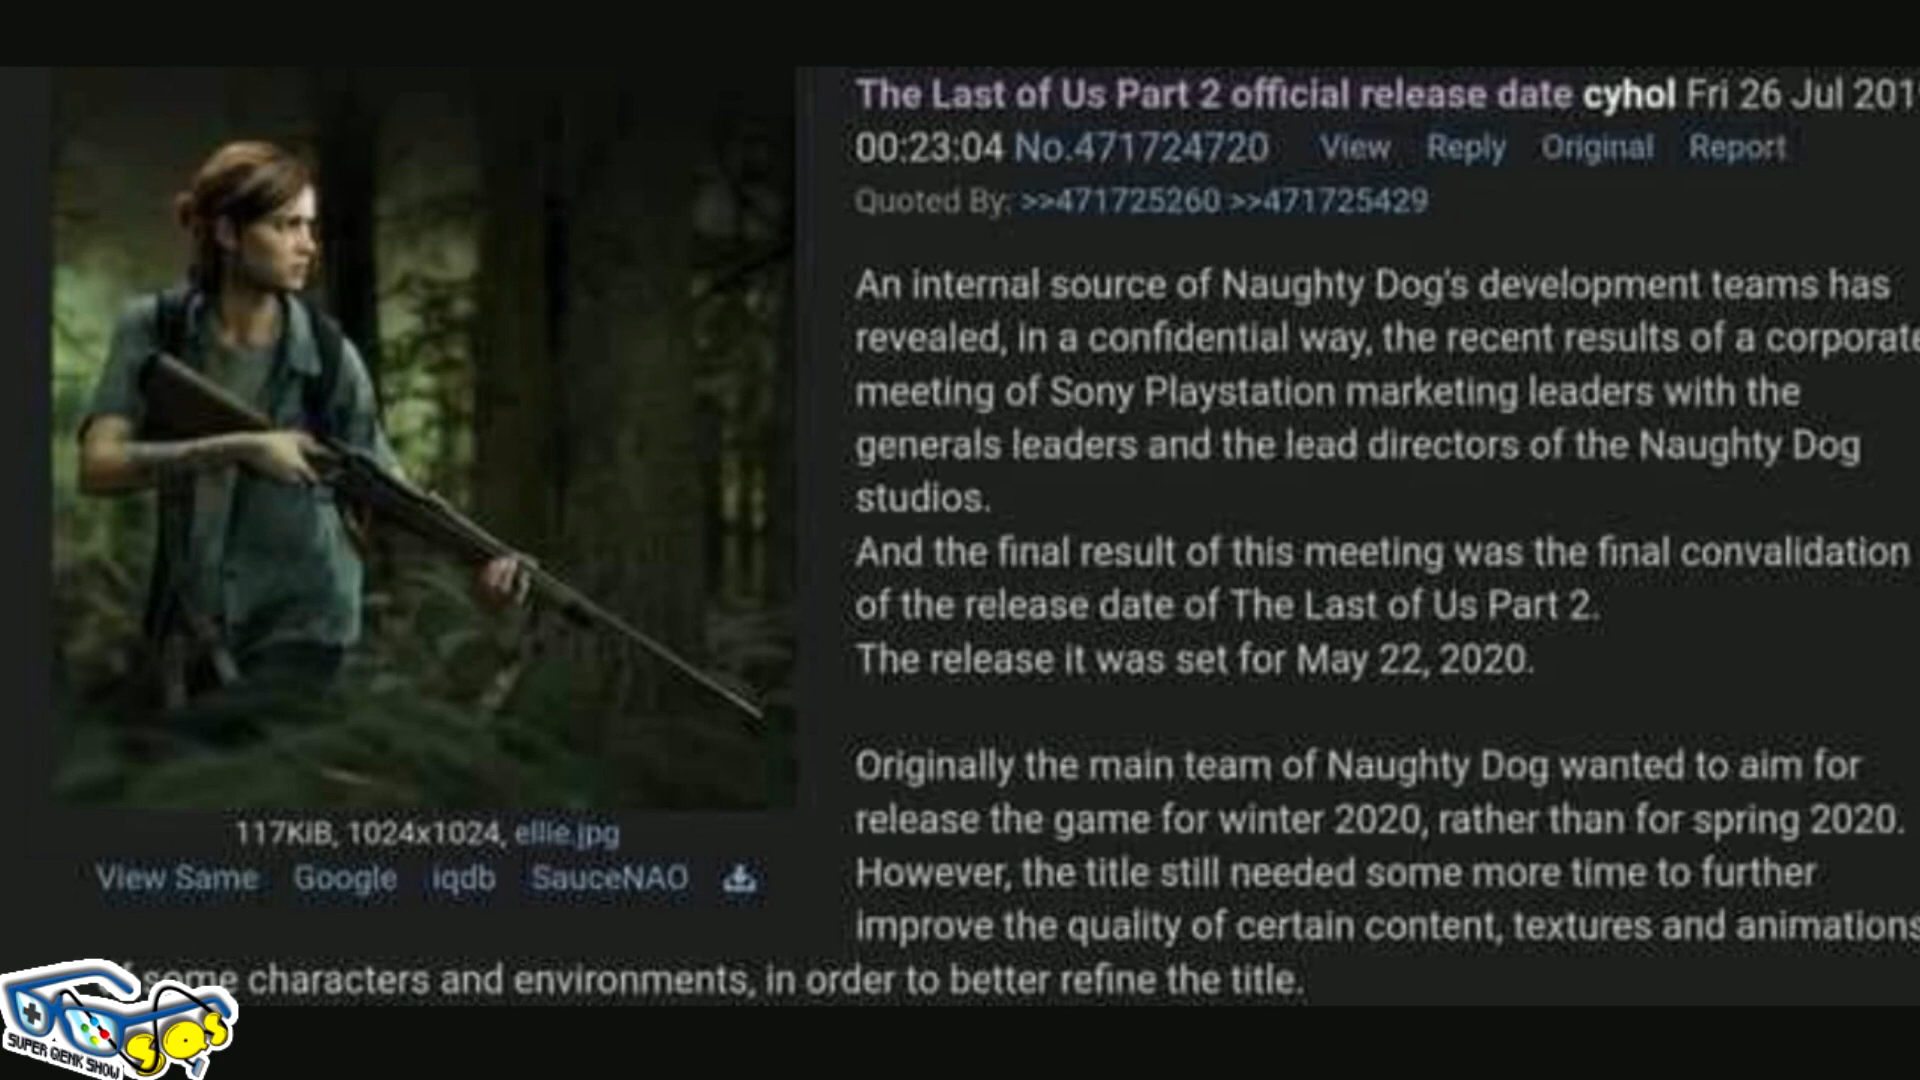 The Last of Us Part 2 official release date cyhol Fri 26 Jul 201
00:23:04 No.471724720 View Reply Original Report
Quoted By: >>471725260 >>471725429
An internal source of Naughty Dog's development teams has
revealed, in a confidential way, the recent results of a corporate
meeting of Sony Playstation marketing leaders with the
generals leaders and the lead directors of the Naughty Dog
studios.
And the final result of this meeting was the final convalidation
of the release date of The Last of Us Part 2.
The release it was set for May 22, 2020.
Originally the main team of Naughty Dog wanted to aim for
release the game for winter 2020, rather than for spring 2020.
However, the title still needed some more time to further
improve the quality of certain content, textures and animations
some characters and environments, in order to better refine the title.
117KiB, 1024x1024, ellie.jpg
View Same Google iqdb SauceNAO
SQS
SUPER QENK SHOW